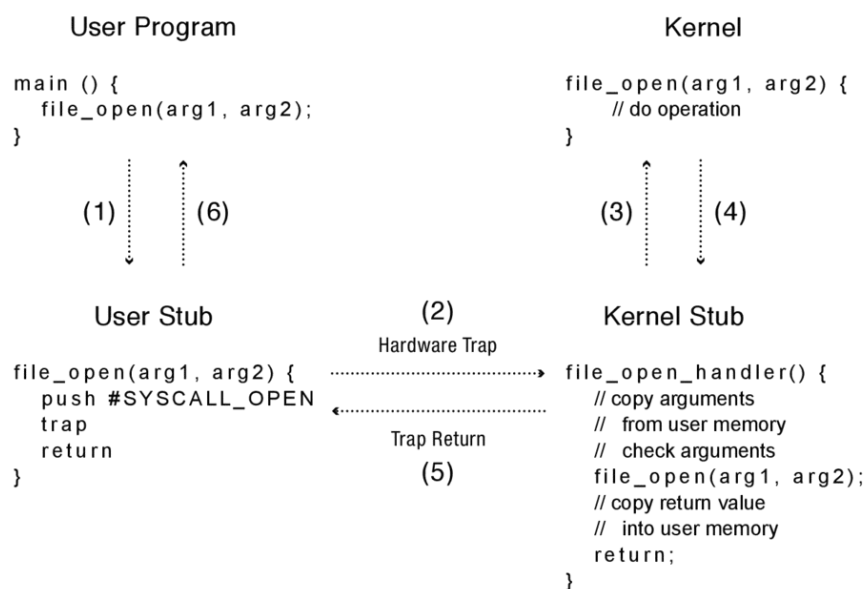 User Program
main () {
file_open(arg1, arg2);
}
(1)
(6)
User Stub
file_open(arg1, arg2) {
push #SYSCALL_OPEN
trap
return
}
(2)
Hardware Trap
Trap Return
(5)
Kernel
file_open(arg1, arg2) {
// do operation
}
(3)
(4)
Kernel Stub
file_open_handler() {
// copy arguments
// from user memory
// check arguments
file_open(arg1, arg2);
// copy return value
// into user memory
return;
}